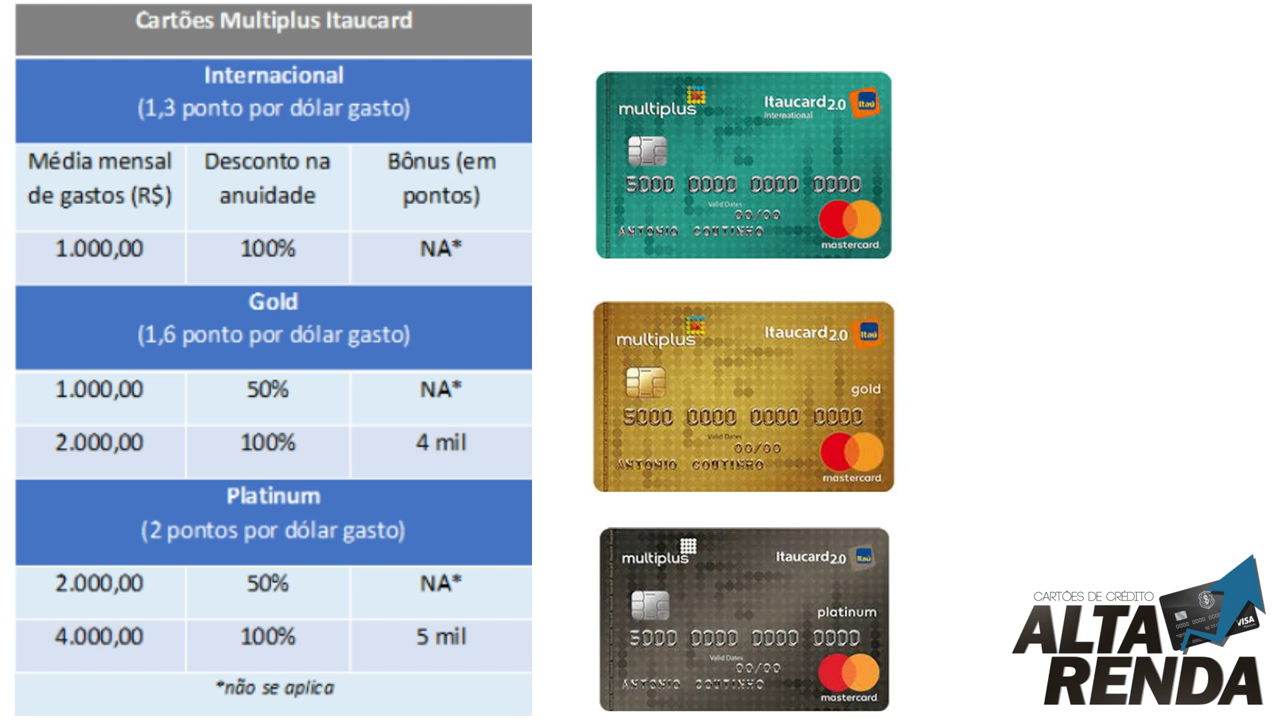 Cartões Multiplus Itaucard
Internacional
(1,3 ponto por dólar gasto)
Média mensal de gastos (R$)
Desconto na anuidade
Bônus (em pontos)
1.000,00 100% NA*
Gold
(1,6 ponto por dólar gasto)
1.000,00 50% NA*
2.000,00 100% 4 mil
Platinum
(2 pontos por dólar gasto)
2.000,00 50% NA*
4.000,00 100% 5 mil
*não se aplica
multiplus Itaucard 2.0 Itaú
International
5000 0000 0000 0000
Valid Dates
00/00
ANTONIO COUTINHO
mastercard
multiplus Itaucard 2.0 Itaú
gold
5000 0000 0000 0000
Valid Dates
00/00
ANTONIO COUTINHO
mastercard
multiplus Itaucard 2.0 Itaú
platinum
5000 0000 0000 0000
Valid Dates
00/00
ANTONIO COUTINHO
mastercard
CARTÕES DE CRÉDITO
ALTA
RENDA
VISA